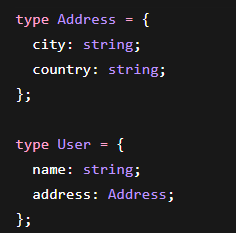 type Address = {
  city: string;
  country: string;
};

type User = {
  name: string;
  address: Address;
};